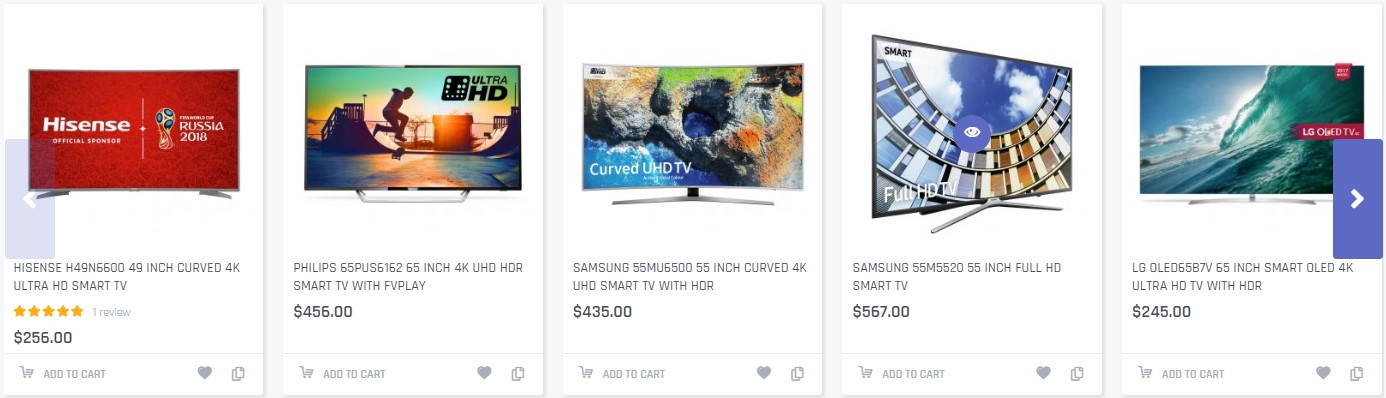 Hisense
OFFICIAL SPONSOR
FIFA WORLD CUP
RUSSIA
2018
HISENSE H49N6600 49 INCH CURVED 4K
ULTRA HD SMART TV
1 review
$256.00
ADD TO CART
ULTRA
HD
PHILIPS 65PUS6162 65 INCH 4K UHD HDR
SMART TV WITH FVPLAY
$456.00
ADD TO CART
Curved UHD TV
SAMSUNG 55MU6500 55 INCH CURVED 4K
UHD SMART TV WITH HDR
$435.00
ADD TO CART
SMART
Full HD TV
SAMSUNG 55M5520 55 INCH FULL HD
SMART TV
$567.00
ADD TO CART
2017
LG OLED TV
LG OLED65B7V 65 INCH SMART OLED 4K
ULTRA HD TV WITH HDR
$245.00
ADD TO CART